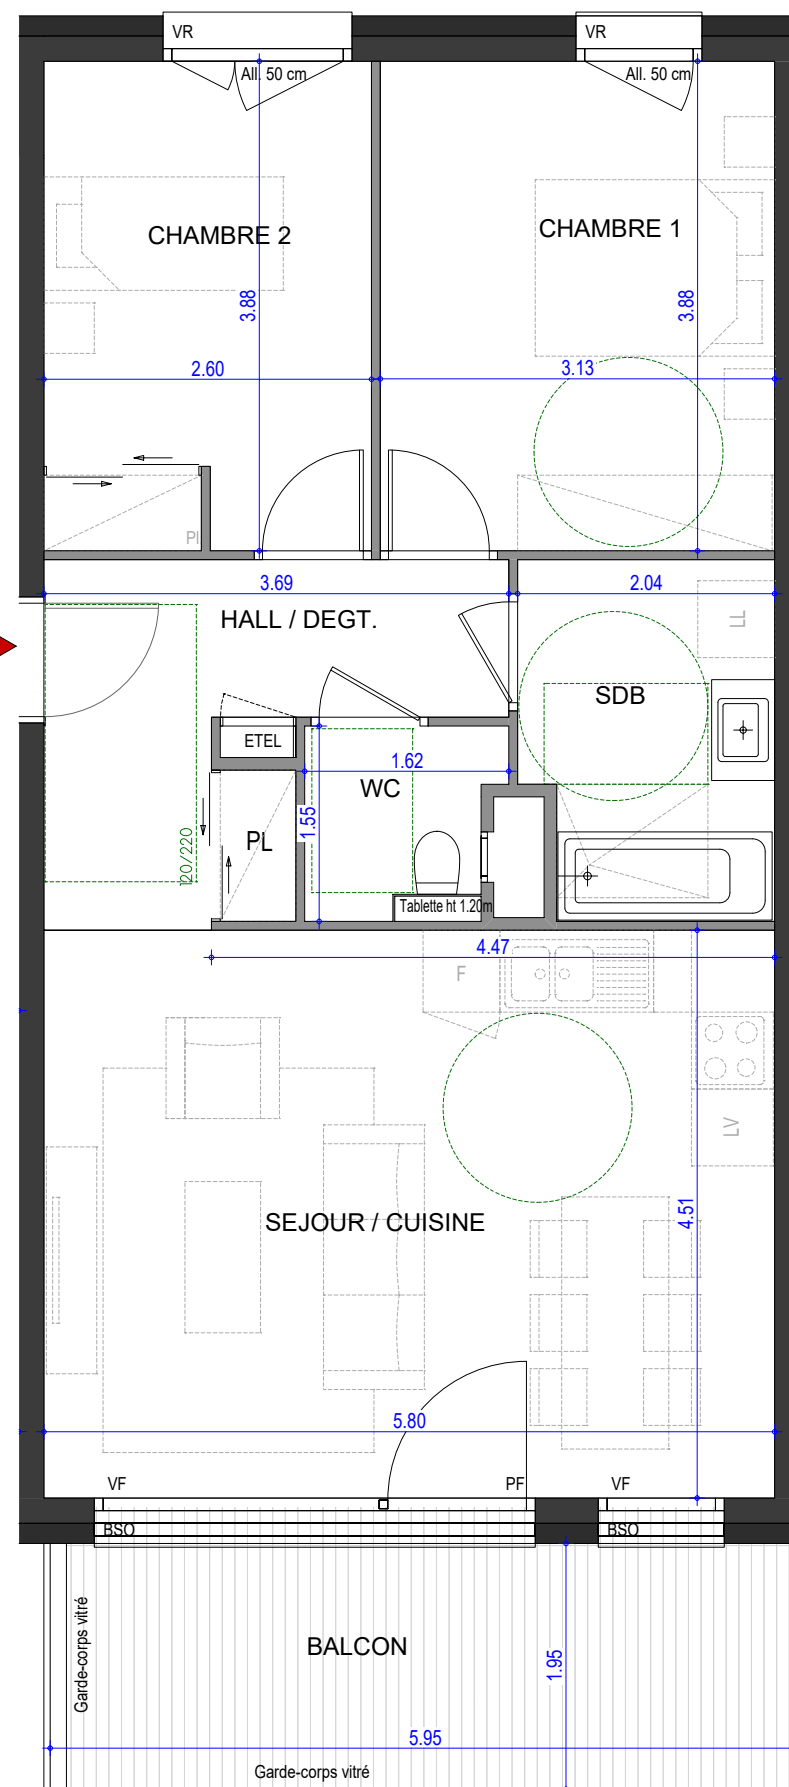 VR
VR
All. 50 cm
All. 50 cm
CHAMBRE 2
CHAMBRE 1
3.88
3.88
2.60
3.13
Pl
3.69
2.04
HALL / DEGT.
LL
SDB
ETEL
1.62
WC
1.55
PL
120/220
Tablette ht 1.20m
4.47
F
LV
4.51
SEJOUR / CUISINE
5.80
VF
PF
VF
BSO
BSO
Garde-corps vitré
BALCON
1.95
5.95
Garde-corps vitré